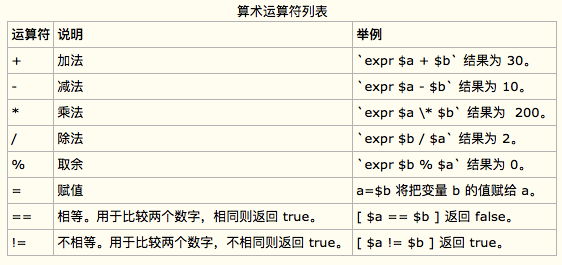 算术运算符列表
运算符 说明 举例
+ 加法 `expr $a + $b` 结果为 30。
- 减法 `expr $a - $b` 结果为 10。
* 乘法 `expr $a \* $b` 结果为  200。
/ 除法 `expr $b / $a` 结果为 2。
% 取余 `expr $b % $a` 结果为 0。
= 赋值 a=$b 将把变量 b 的值赋给 a。
== 相等。用于比较两个数字，相同则返回 true。 [ $a == $b ] 返回 false。
!= 不相等。用于比较两个数字，不相同则返回 true。 [ $a != $b ] 返回 true。